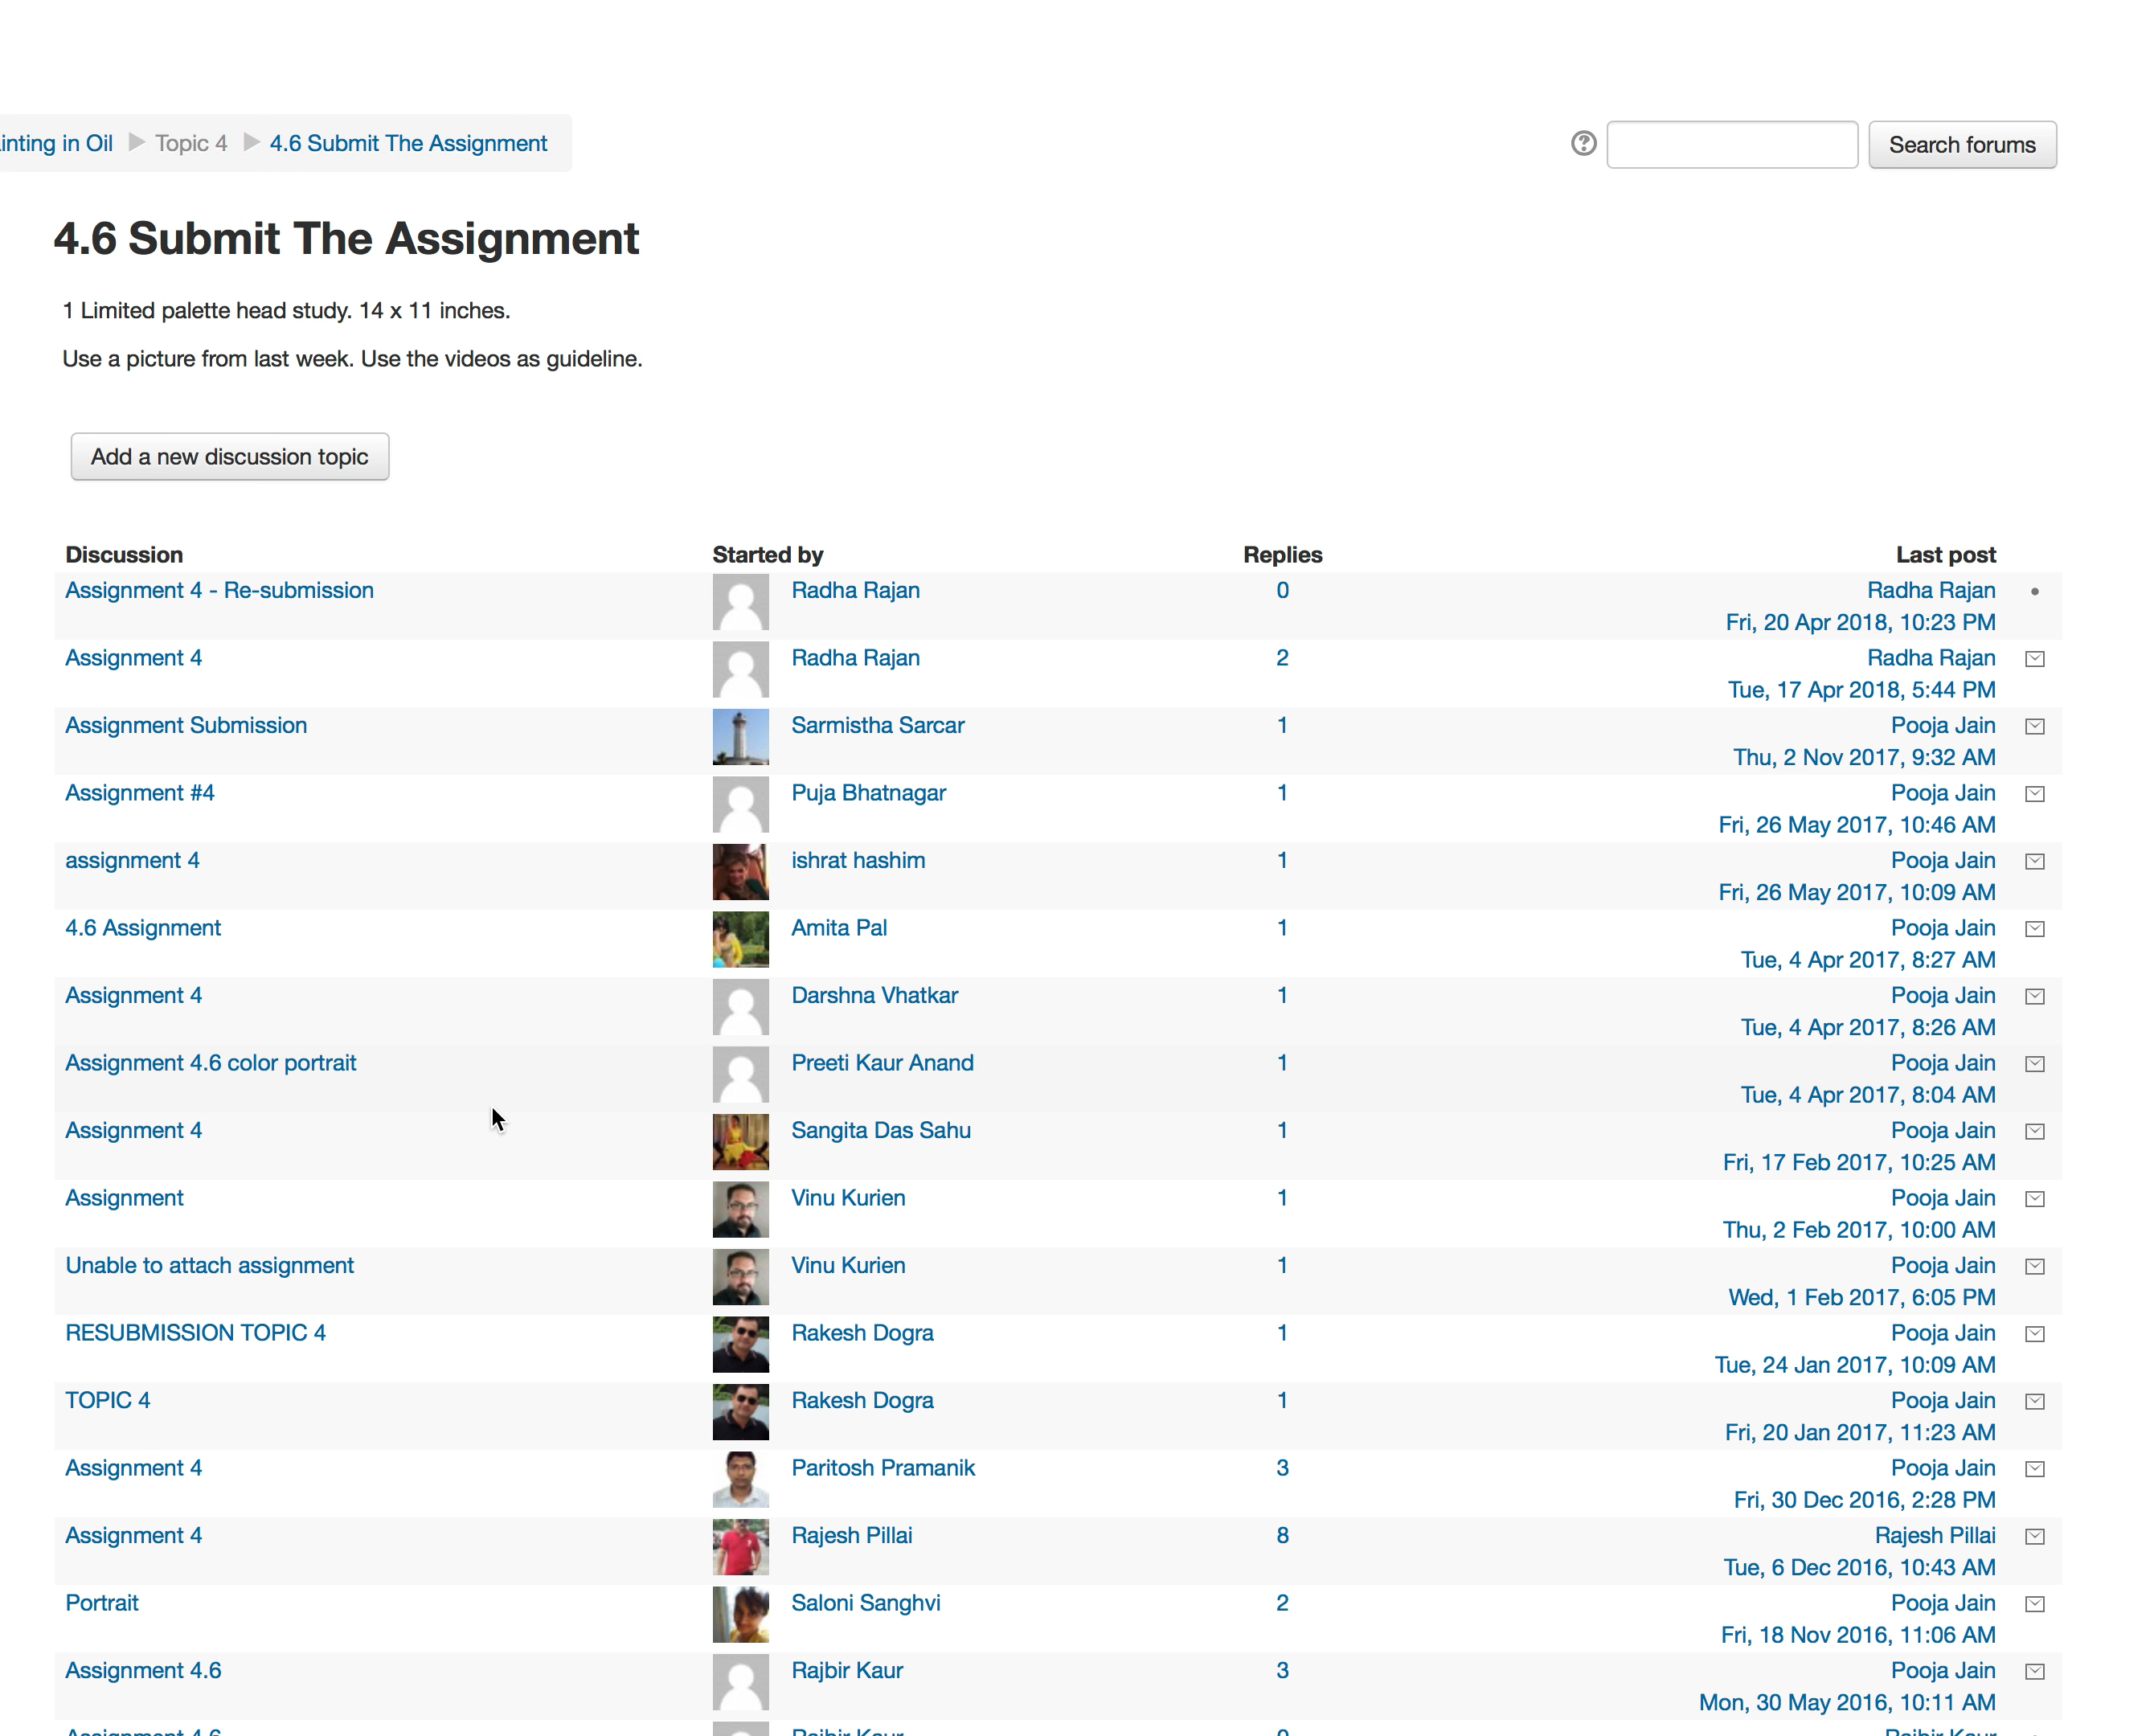 inting in Oil Topic 4 4.6 Submit The Assignment
Search forums
4.6 Submit The Assignment
1 Limited palette head study. 14 x 11 inches.
Use a picture from last week. Use the videos as guideline.
Add a new discussion topic
Discussion Started by Replies Last post
Assignment 4 - Re-submission Radha Rajan 0 Radha Rajan
Fri, 20 Apr 2018, 10:23 PM
Assignment 4 Radha Rajan 2 Radha Rajan
Tue, 17 Apr 2018, 5:44 PM
Assignment Submission Sarmistha Sarcar 1 Pooja Jain
Thu, 2 Nov 2017, 9:32 AM
Assignment #4 Puja Bhatnagar 1 Pooja Jain
Fri, 26 May 2017, 10:46 AM
assignment 4 ishrat hashim 1 Pooja Jain
Fri, 26 May 2017, 10:09 AM
4.6 Assignment Amita Pal 1 Pooja Jain
Tue, 4 Apr 2017, 8:27 AM
Assignment 4 Darshna Vhatkar 1 Pooja Jain
Tue, 4 Apr 2017, 8:26 AM
Assignment 4.6 color portrait Preeti Kaur Anand 1 Pooja Jain
Tue, 4 Apr 2017, 8:04 AM
Assignment 4 Sangita Das Sahu 1 Pooja Jain
Fri, 17 Feb 2017, 10:25 AM
Assignment Vinu Kurien 1 Pooja Jain
Thu, 2 Feb 2017, 10:00 AM
Unable to attach assignment Vinu Kurien 1 Pooja Jain
Wed, 1 Feb 2017, 6:05 PM
RESUBMISSION TOPIC 4 Rakesh Dogra 1 Pooja Jain
Tue, 24 Jan 2017, 10:09 AM
TOPIC 4 Rakesh Dogra 1 Pooja Jain
Fri, 20 Jan 2017, 11:23 AM
Assignment 4 Paritosh Pramanik 3 Pooja Jain
Fri, 30 Dec 2016, 2:28 PM
Assignment 4 Rajesh Pillai 8 Rajesh Pillai
Tue, 6 Dec 2016, 10:43 AM
Portrait Saloni Sanghvi 2 Pooja Jain
Fri, 18 Nov 2016, 11:06 AM
Assignment 4.6 Rajbir Kaur 3 Pooja Jain
Mon, 30 May 2016, 10:11 AM
Assignment 4.6 Rajbir Kaur 0 Rajbir Kaur